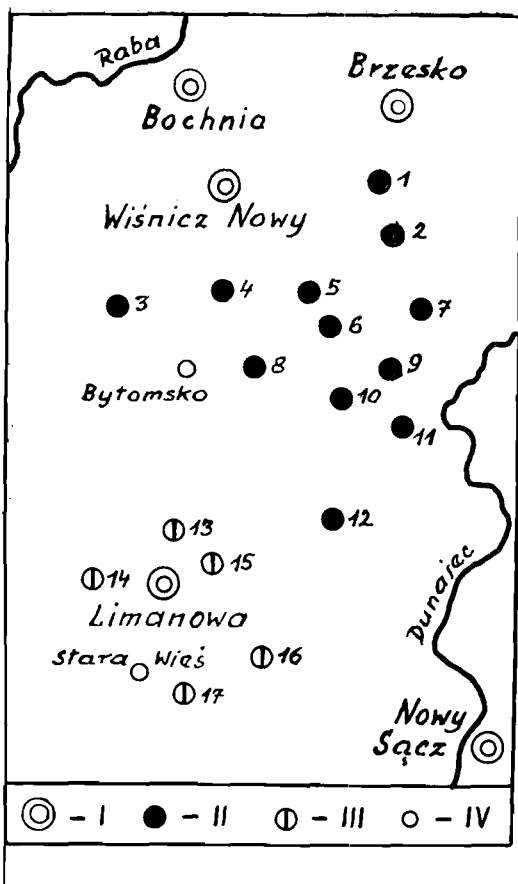 Raba
Brzesko
Bochnia
1
Wiśnicz Nowy
2
3
4
5
7
6
Bytomsko
8
9
10
11
12
13
14
15
Limanowa
Dunajec
Stara Wieś
16
17
Nowy
Sącz
- I
- II
- III
- IV